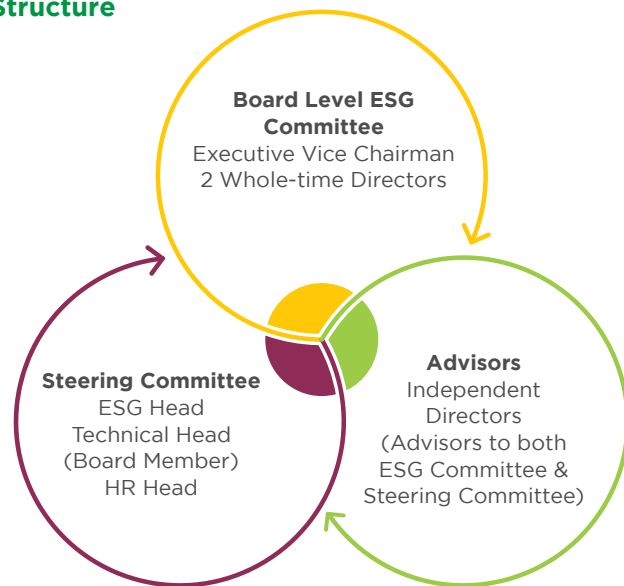 Structure
Board Level ESG
Committee
Executive Vice Chairman
2 Whole-time Directors
Steering Committee
ESG Head
Technical Head
(Board Member)
HR Head
Advisors
Independent
Directors
(Advisors to both
ESG Committee &
Steering Committee)